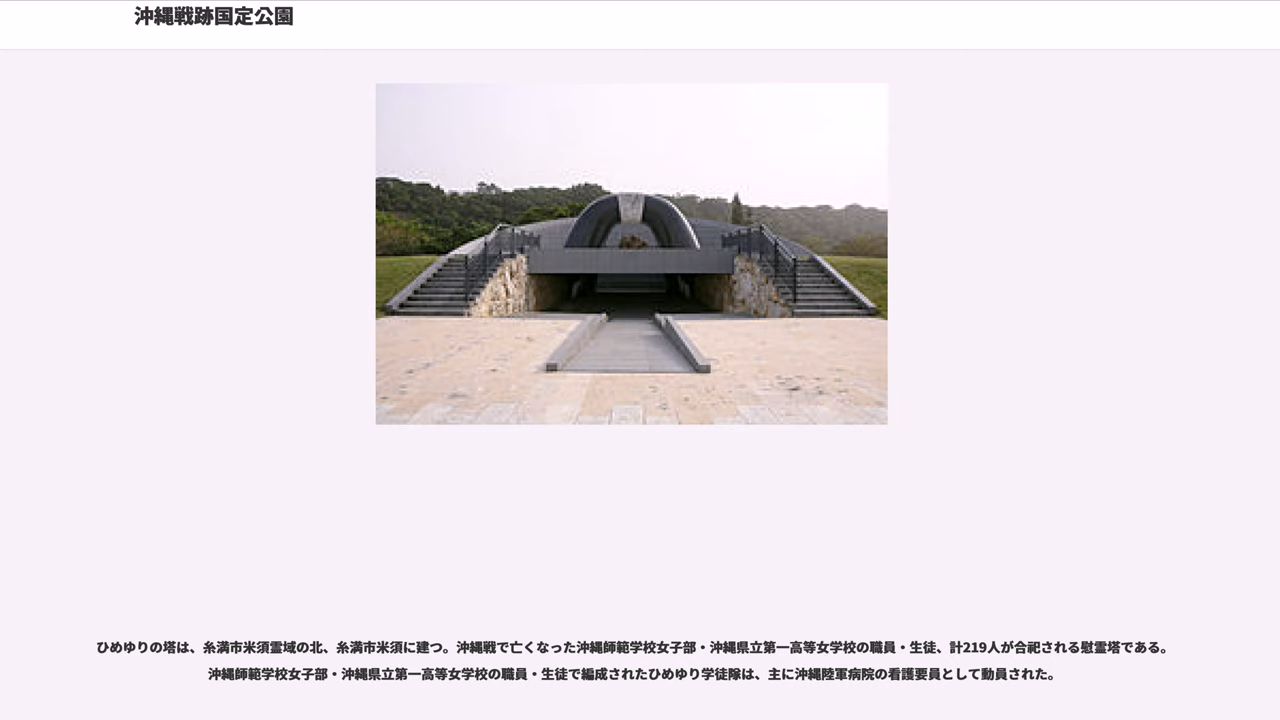 沖縄戦跡国定公園
ひめゆりの塔は、糸満市米須霊域の北、糸満市米須に建つ。沖縄戦で亡くなった沖縄師範学校女子部・沖縄県立第一高等女学校の職員・生徒、計219人が合祀される慰霊塔である。
沖縄師範学校女子部・沖縄県立第一高等女学校の職員・生徒で編成されたひめゆり学徒隊は、主に沖縄陸軍病院の看護要員として動員された。